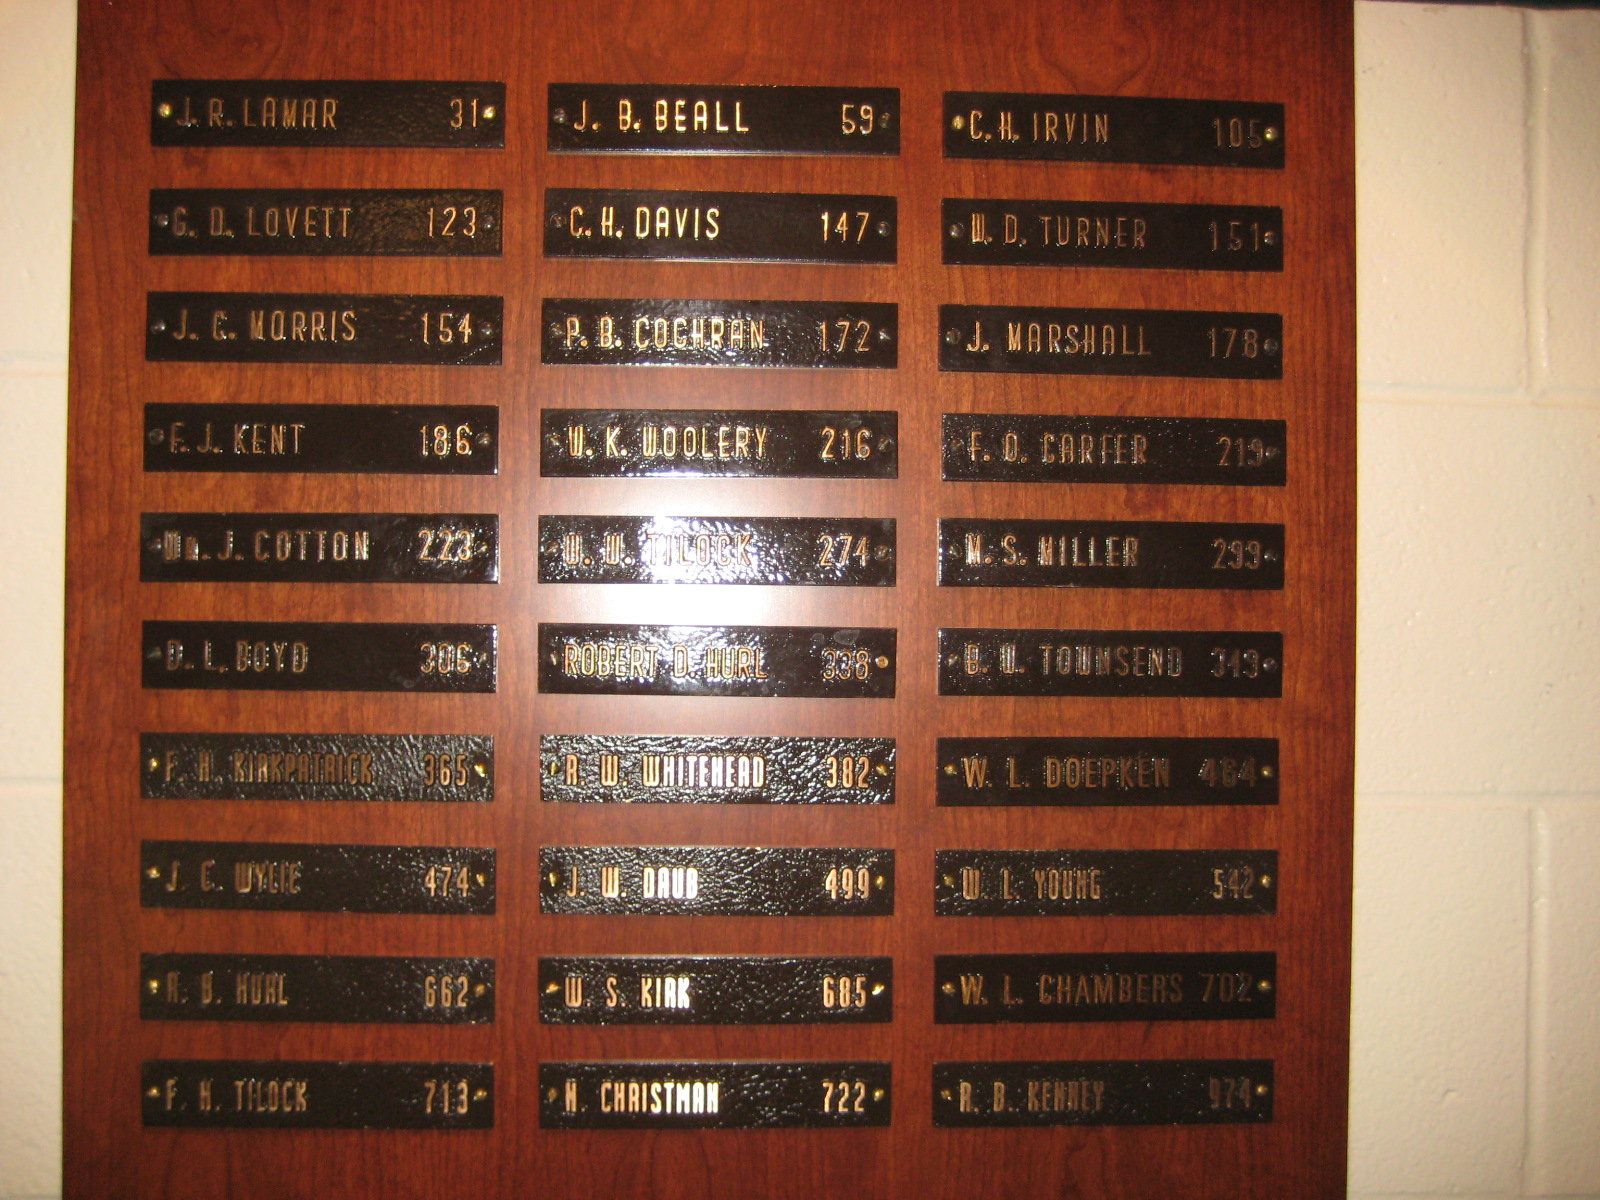 J. R. LAMAR 31
J. B. BEALL 59
C. H. IRVIN 105
G. D. LOVETT 123
C. H. DAVIS 147
W. D. TURNER 151
J. C. MORRIS 154
P. B. COCHRAN 172
J. MARSHALL 178
F. J. KENT 186
W. K. WOOLERY 216
F. O. CARTER 219
Wm. J. COTTON 223
W. W. TILOCK 274
M. S. MILLER 299
D. L. BOYD 306
ROBERT D. HURL 338
B. W. TOWNSEND 343
F H KIRKPATRICK 365
R W WHITEHEAD 382
W. L. DOEPKEN 464
J C WYLIE 474
J. W. DAUB 499
W. L. YOUNG 542
R. B. HURL 662
W. S. KIRK 685
W. L. CHAMBERS 702
F. H. TILOCK 713
H CHRISTMAN 722
R. B. KENNEY 974